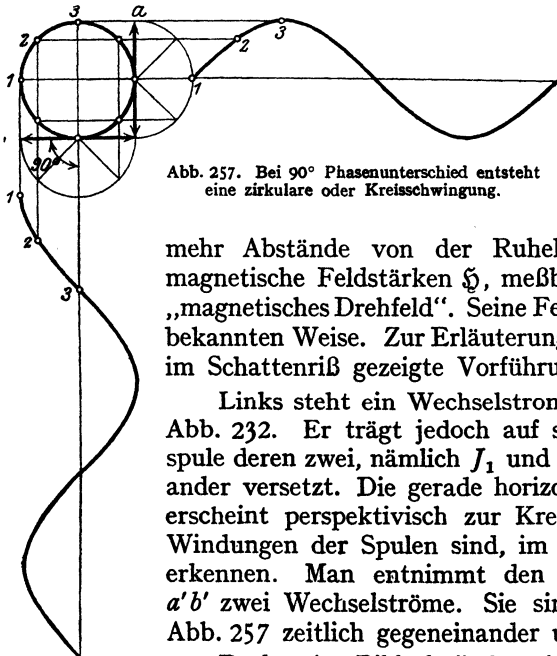 3
a
2
2
3
1
1
90°
1
2
3
Abb. 257. Bei 90° Phasenunterschied entsteht
eine zirkulare oder Kreisschwingung.
mehr Abstände von der Ruhel
magnetische Feldstärken ℌ, meßb
„magnetisches Drehfeld“. Seine Fe
bekannten Weise. Zur Erläuterun
im Schattenriß gezeigte Vorführu
Links steht ein Wechselstron
Abb. 232. Er trägt jedoch auf s
spule deren zwei, nämlich J₁ und
ander versetzt. Die gerade horizo
erscheint perspektivisch zur Kre
Windungen der Spulen sind, im
erkennen. Man entnimmt den
a′b′ zwei Wechselströme. Sie sin
Abb. 257 zeitlich gegeneinander u